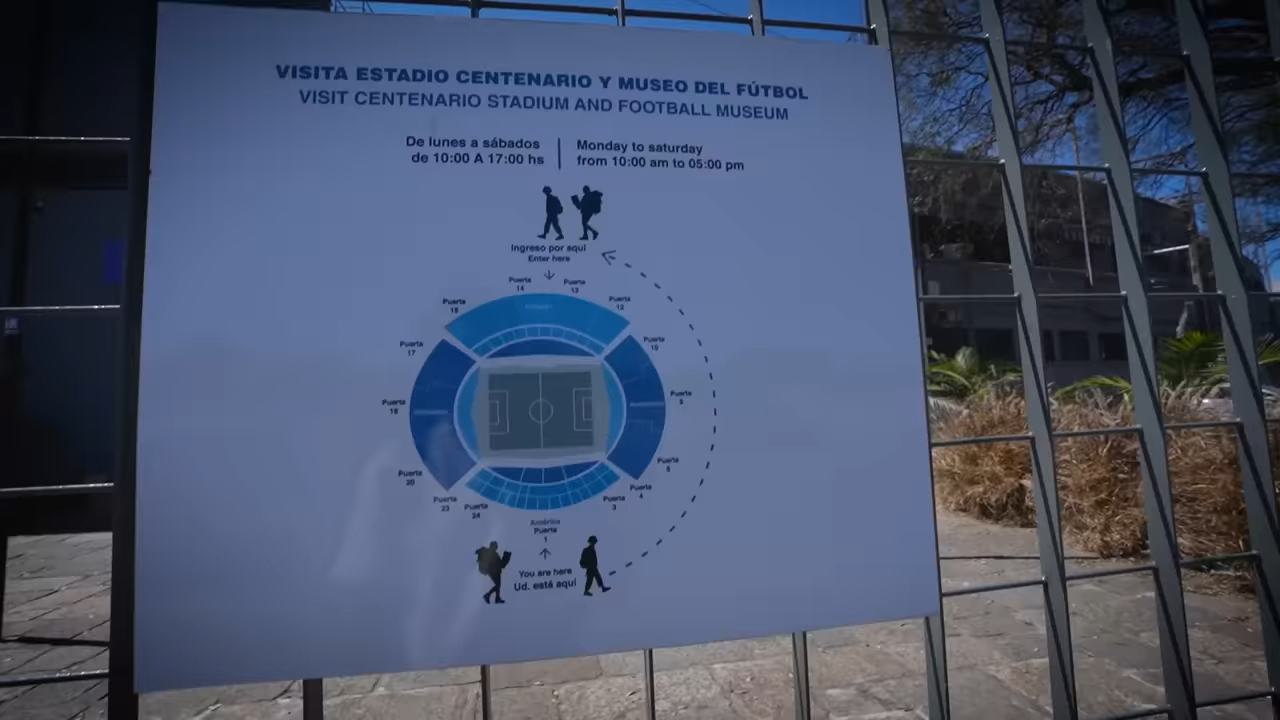 VISITA ESTADIO CENTENARIO Y MUSEO DEL FÚTBOL
VISIT CENTENARIO STADIUM AND FOOTBALL MUSEUM
De lunes a sábados
de 10:00 A 17:00 hs
Monday to saturday
from 10:00 am to 05:00 pm
Ingreso por aquí
Enter here
Puerta
14
Puerta
13
Puerta
12
Puerta
17
Puerta
10
Puerta
Puerta
Puerta
Puerta
20
Puerta
Puerta
4
Puerta
23
Puerta
24
Puerta
3
América
Puerta
1
You are here
Ud. está aquí